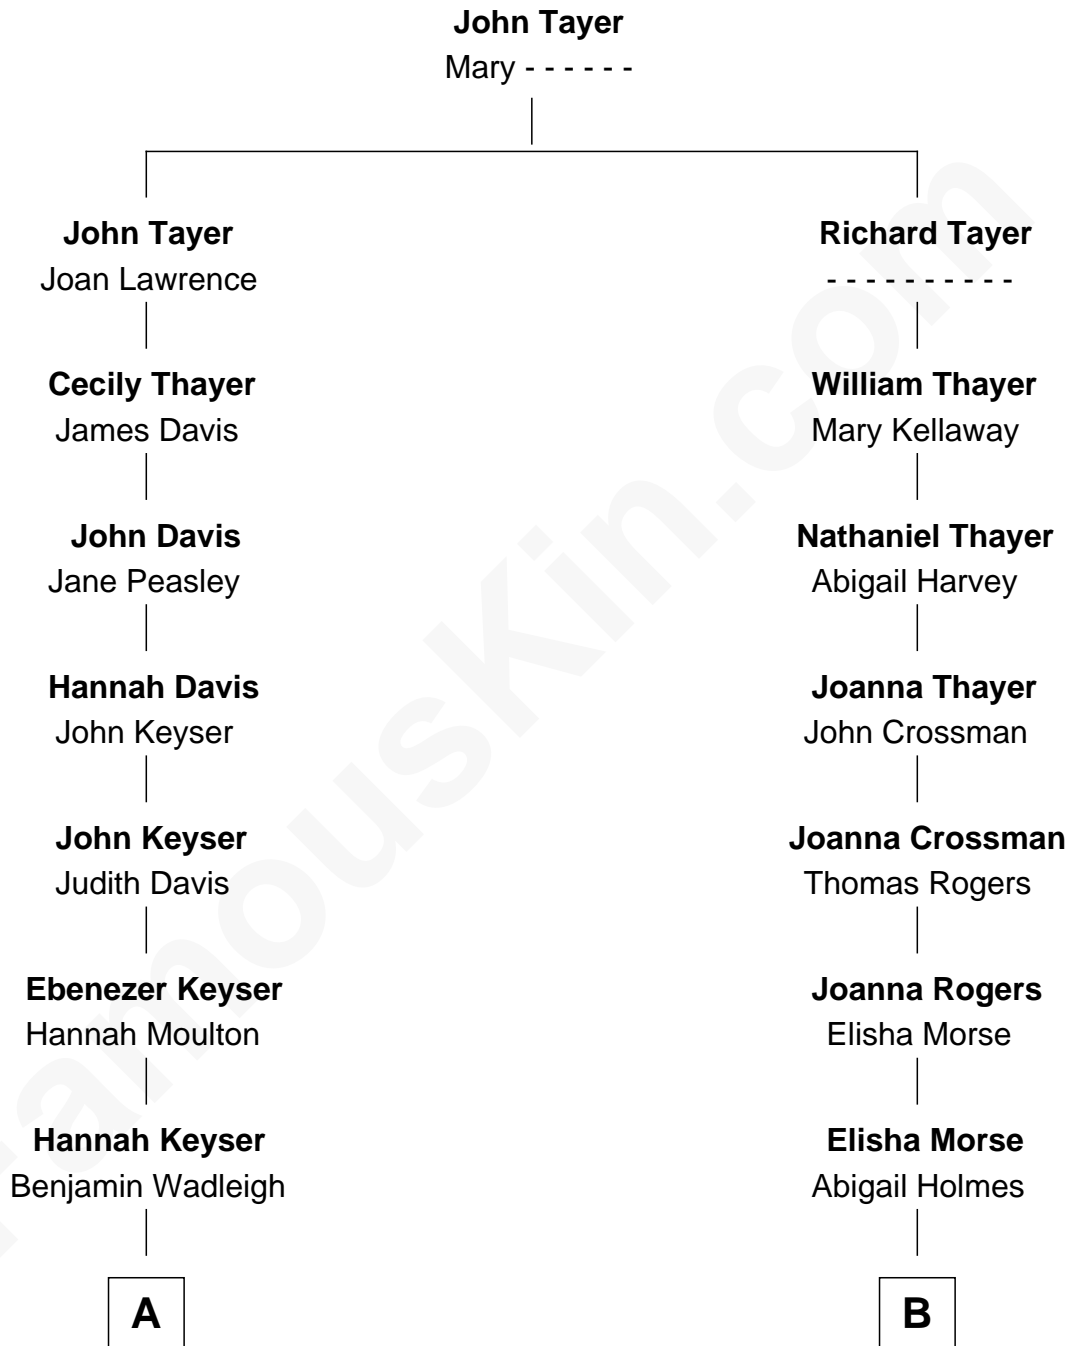 John Tayer
Mary - - - - - -
John Tayer
Joan Lawrence
Richard Tayer
- - - - - - - - - -
Cecily Thayer
James Davis
William Thayer
Mary Kellaway
John Davis
Jane Peasley
Nathaniel Thayer
Abigail Harvey
Hannah Davis
John Keyser
Joanna Thayer
John Crossman
John Keyser
Judith Davis
Joanna Crossman
Thomas Rogers
Ebenezer Keyser
Hannah Moulton
Joanna Rogers
Elisha Morse
Hannah Keyser
Benjamin Wadleigh
Elisha Morse
Abigail Holmes
A
B
FamousKin.com